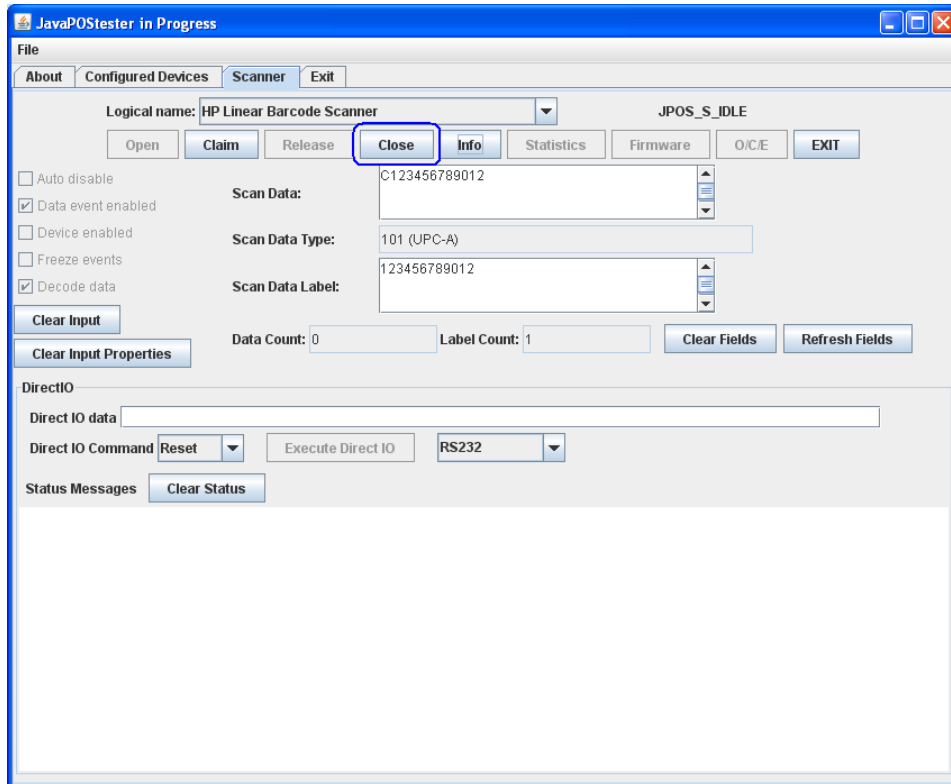 JavaPOStester in Progress
File
About Configured Devices Scanner Exit
Logical name: HP Linear Barcode Scanner JPOS_S_IDLE
Open Claim Release Close Info Statistics Firmware O/C/E EXIT
Auto disable
Data event enabled
Device enabled
Freeze events
Decode data
Clear Input
Clear Input Properties
Scan Data: C123456789012
Scan Data Type: 101 (UPC-A)
Scan Data Label: 123456789012
Data Count: 0 Label Count: 1 Clear Fields Refresh Fields
DirectIO
Direct IO data
Direct IO Command Reset Execute Direct IO RS232
Status Messages Clear Status